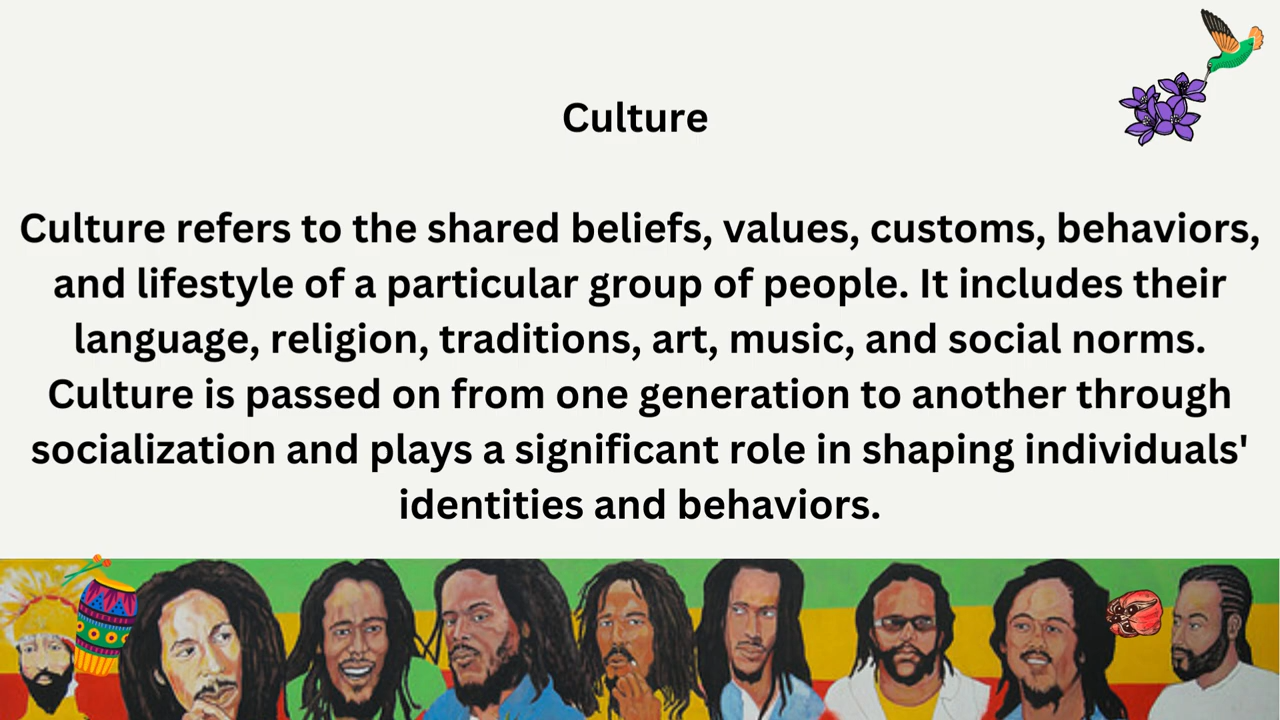 Culture
Culture refers to the shared beliefs, values, customs, behaviors,
and lifestyle of a particular group of people. It includes their
language, religion, traditions, art, music, and social norms.
Culture is passed on from one generation to another through
socialization and plays a significant role in shaping individuals'
identities and behaviors.